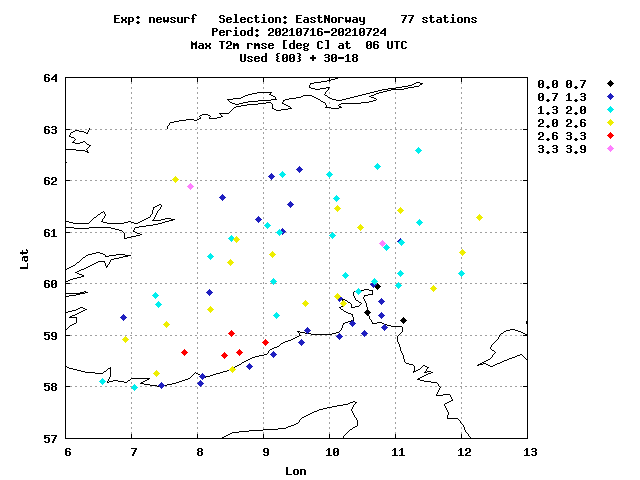 Exp: newsurf   Selection: EastNorway     77 stations
Period: 20210716-20210724
Max T2m rmse [deg C] at  06 UTC
Used {00} + 30-18
0.0 0.7
0.7 1.3
1.3 2.0
2.0 2.6
2.6 3.3
3.3 3.9
64
63
62
61
60
59
58
57
Lat
6 7 8 9 10 11 12 13
Lon